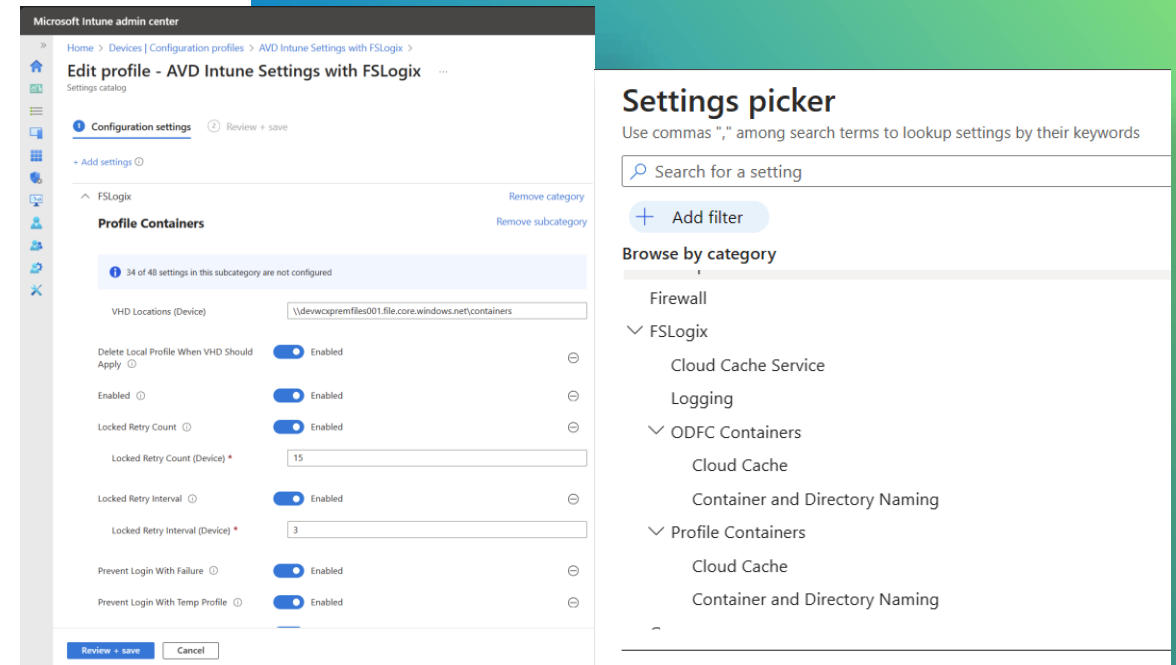 Microsoft Intune admin center
Home > Devices | Configuration profiles > AVD Intune Settings with FSLogix >
Edit profile - AVD Intune Settings with FSLogix ...
Settings catalog
1 Configuration settings 2 Review + save
+ Add settings
FSLogix Remove category
Profile Containers Remove subcategory
34 of 48 settings in this subcategory are not configured
VHD Locations (Device) \\devwcxpremfiles001.file.core.windows.net\containers
Delete Local Profile When VHD Should
Apply Enabled
Enabled Enabled
Locked Retry Count Enabled
Locked Retry Count (Device) * 15
Locked Retry Interval Enabled
Locked Retry Interval (Device) * 3
Prevent Login With Failure Enabled
Prevent Login With Temp Profile Enabled
Review + save Cancel
Settings picker
Use commas "," among search terms to lookup settings by their keywords
Search for a setting
+ Add filter
Browse by category
Firewall
FSLogix
Cloud Cache Service
Logging
ODFC Containers
Cloud Cache
Container and Directory Naming
Profile Containers
Cloud Cache
Container and Directory Naming